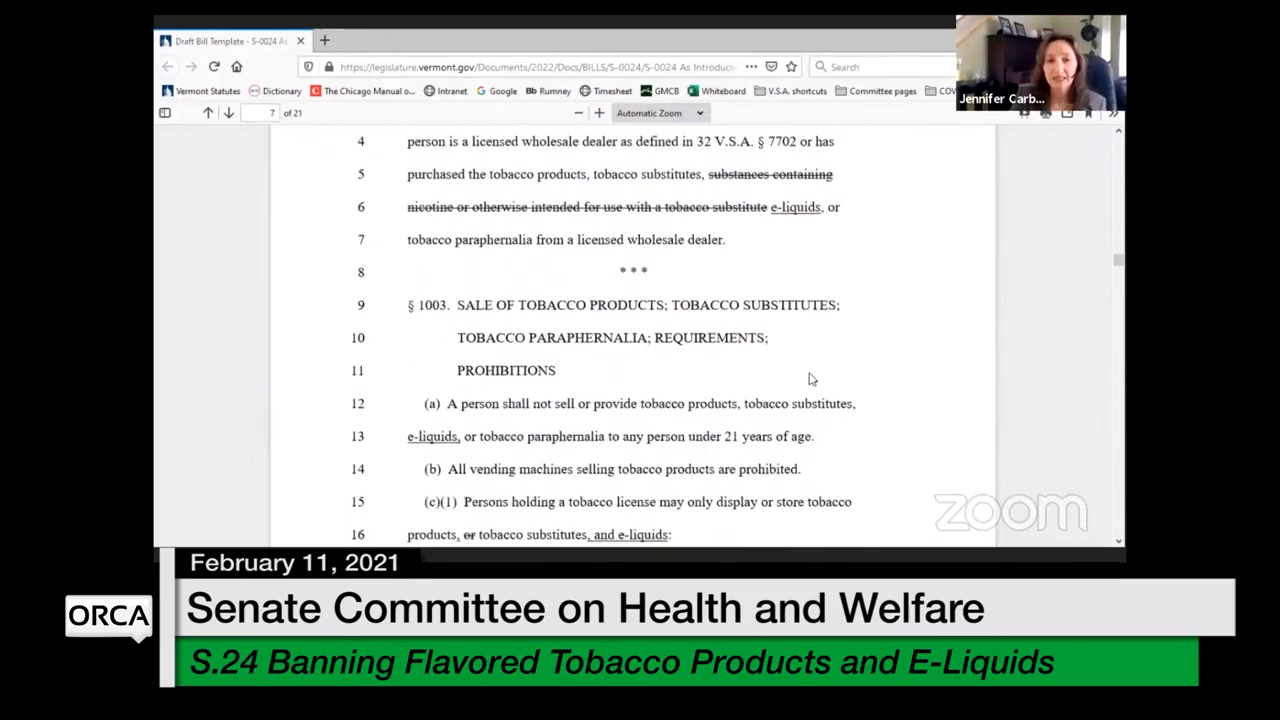 Draft Bill Template - S-0024 As
https://legislature.vermont.gov/Documents/2022/Docs/BILLS/S-0024/S-0024 As Introduc
Search
Vermont Statutes
Dictionary
The Chicago Manual o...
Intranet
Google
Bb Rumney
Timesheet
GMCB
Whiteboard
V.S.A. shortcuts
Committee pages
Jennifer Carb...
7 of 21
Automatic Zoom
4 person is a licensed wholesale dealer as defined in 32 V.S.A. § 7702 or has
5 purchased the tobacco products, tobacco substitutes, substances containing
6 nicotine or otherwise intended for use with a tobacco substitute e-liquids, or
7 tobacco paraphernalia from a licensed wholesale dealer.
8 * * *
9 § 1003. SALE OF TOBACCO PRODUCTS; TOBACCO SUBSTITUTES;
10 TOBACCO PARAPHERNALIA; REQUIREMENTS;
11 PROHIBITIONS
12 (a) A person shall not sell or provide tobacco products, tobacco substitutes,
13 e-liquids, or tobacco paraphernalia to any person under 21 years of age.
14 (b) All vending machines selling tobacco products are prohibited.
15 (c)(1) Persons holding a tobacco license may only display or store tobacco
16 products, or tobacco substitutes, and e-liquids:
zoom
February 11, 2021
ORCA
Senate Committee on Health and Welfare
S.24 Banning Flavored Tobacco Products and E-Liquids